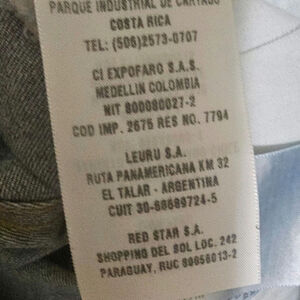 PARQUE INDUSTRIAL DE CARTAGO
COSTA RICA
TEL: (506)2573-0707
CI EXPOFARO S.A.S.
MEDELLIN COLOMBIA
NIT 800080027-2
COD IMP. 2675 RES NO. 7794
LEURU S.A.
RUTA PANAMERICANA KM 32
EL TALAR - ARGENTINA
CUIT 30-68689724-5
RED STAR S.A.
SHOPPING DEL SOL LOC. 242
PARAGUAY, RUC 80056013-2